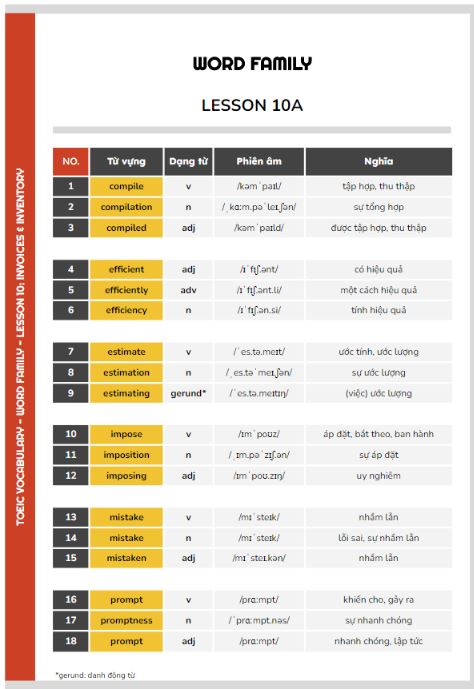 WORD FAMILY
LESSON 10A
TOEIC VOCABULARY – WORD FAMILY – LESSON 10: INVOICES & INVENTORY
NO. Từ vựng Dạng từ Phiên âm Nghĩa
1 compile v /kəmˈpaɪl/ tập hợp, thu thập
2 compilation n /ˌkɑːm.pəˈleɪ.ʃən/ sự tổng hợp
3 compiled adj /kəmˈpaɪld/ được tập hợp, thu thập
4 efficient adj /ɪˈfɪʃ.ənt/ có hiệu quả
5 efficiently adv /ɪˈfɪʃ.ənt.li/ một cách hiệu quả
6 efficiency n /ɪˈfɪʃ.ən.si/ tính hiệu quả
7 estimate v /ˈes.tə.meɪt/ ước tính, ước lượng
8 estimation n /ˌes.təˈmeɪ.ʃən/ sự ước lượng
9 estimating gerund* /ˈes.tə.meɪtɪŋ/ (việc) ước lượng
10 impose v /ɪmˈpoʊz/ áp đặt, bắt theo, ban hành
11 imposition n /ˌɪm.pəˈzɪʃ.ən/ sự áp đặt
12 imposing adj /ɪmˈpoʊ.zɪŋ/ uy nghiêm
13 mistake v /mɪˈsteɪk/ nhầm lẫn
14 mistake n /mɪˈsteɪk/ lỗi sai, sự nhầm lẫn
15 mistaken adj /mɪˈsteɪ.kən/ nhầm lẫn
16 prompt v /prɑːmpt/ khiến cho, gây ra
17 promptness n /ˈprɑːmpt.nəs/ sự nhanh chóng
18 prompt adj /prɑːmpt/ nhanh chóng, lập tức
*gerund: danh động từ